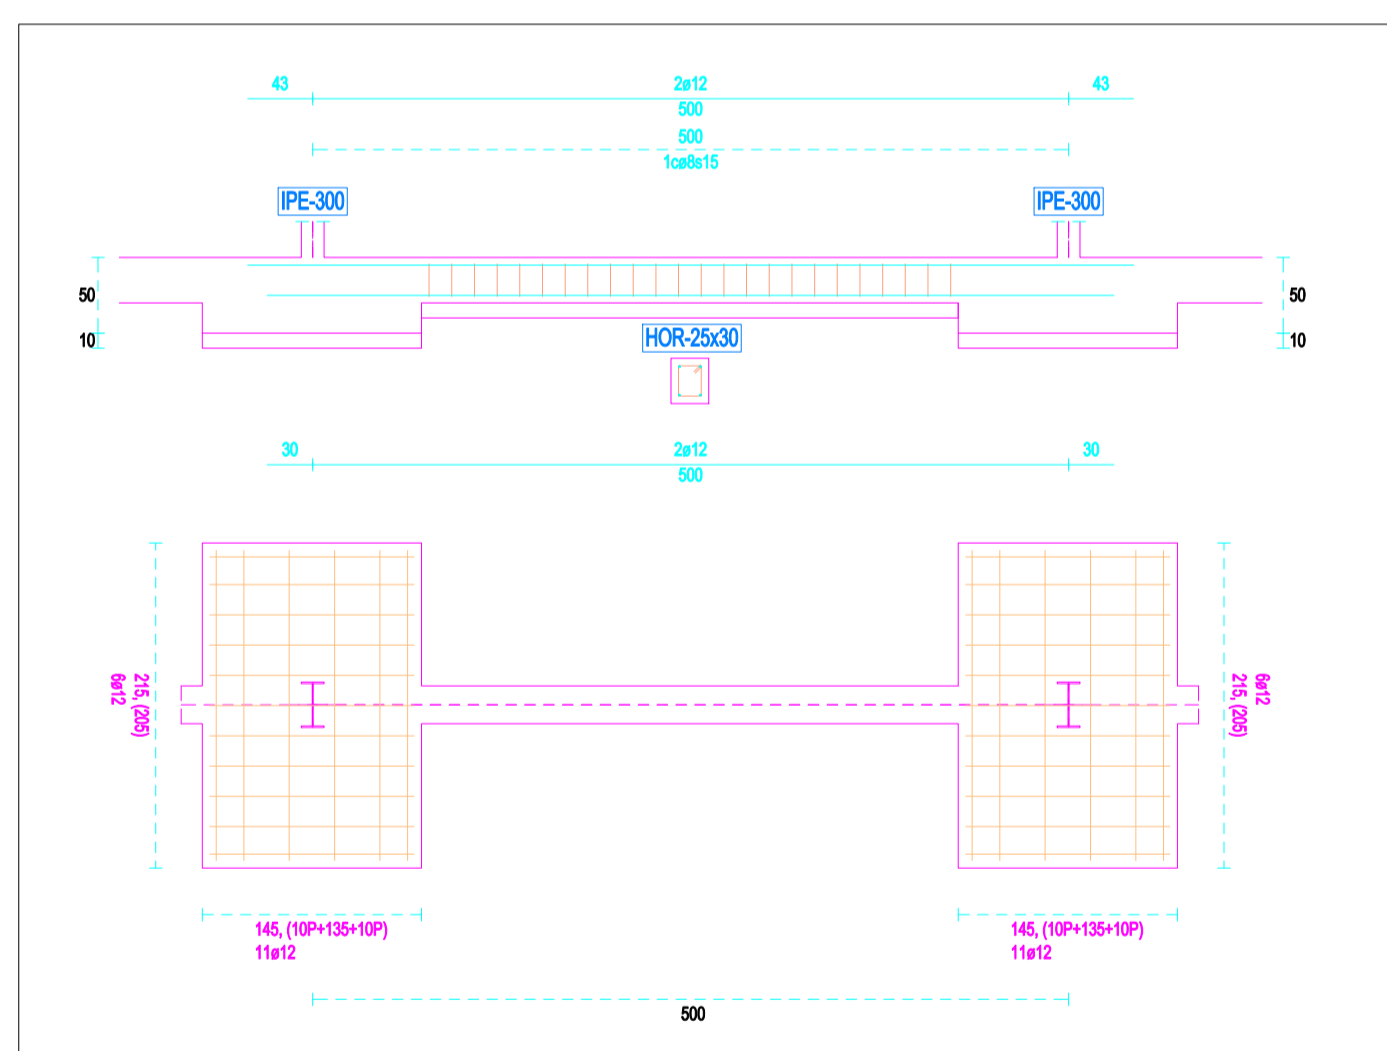 43
2ø12
43
500
500
1cø8s15
IPE-300
IPE-300
50
50
10
10
HOR-25x30
30
2ø12
30
500
215, (205)
6ø12
6ø12
215, (205)
145, (10P+135+10P)
11ø12
145, (10P+135+10P)
11ø12
500